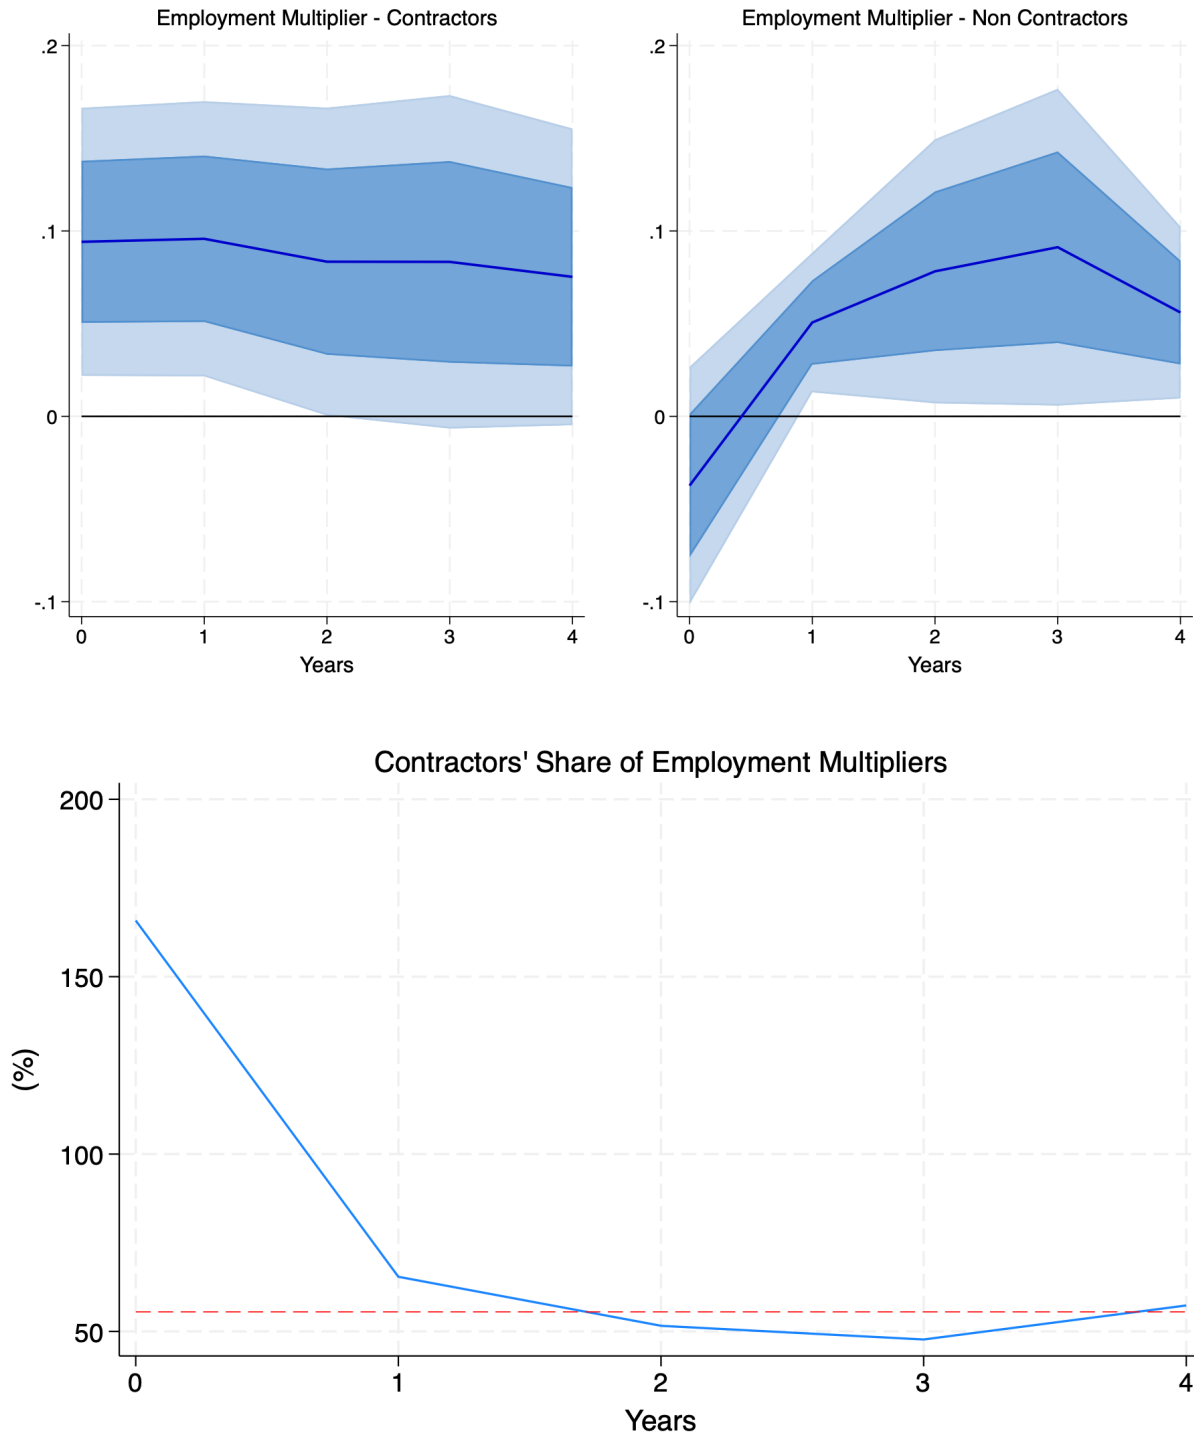 Employment Multiplier - Contractors
.2
.1
0
-.1
0 1 2 3 4
Years
Employment Multiplier - Non Contractors
.2
.1
0
-.1
0 1 2 3 4
Years
Contractors' Share of Employment Multipliers
200
150
100
50
(%)
0 1 2 3 4
Years